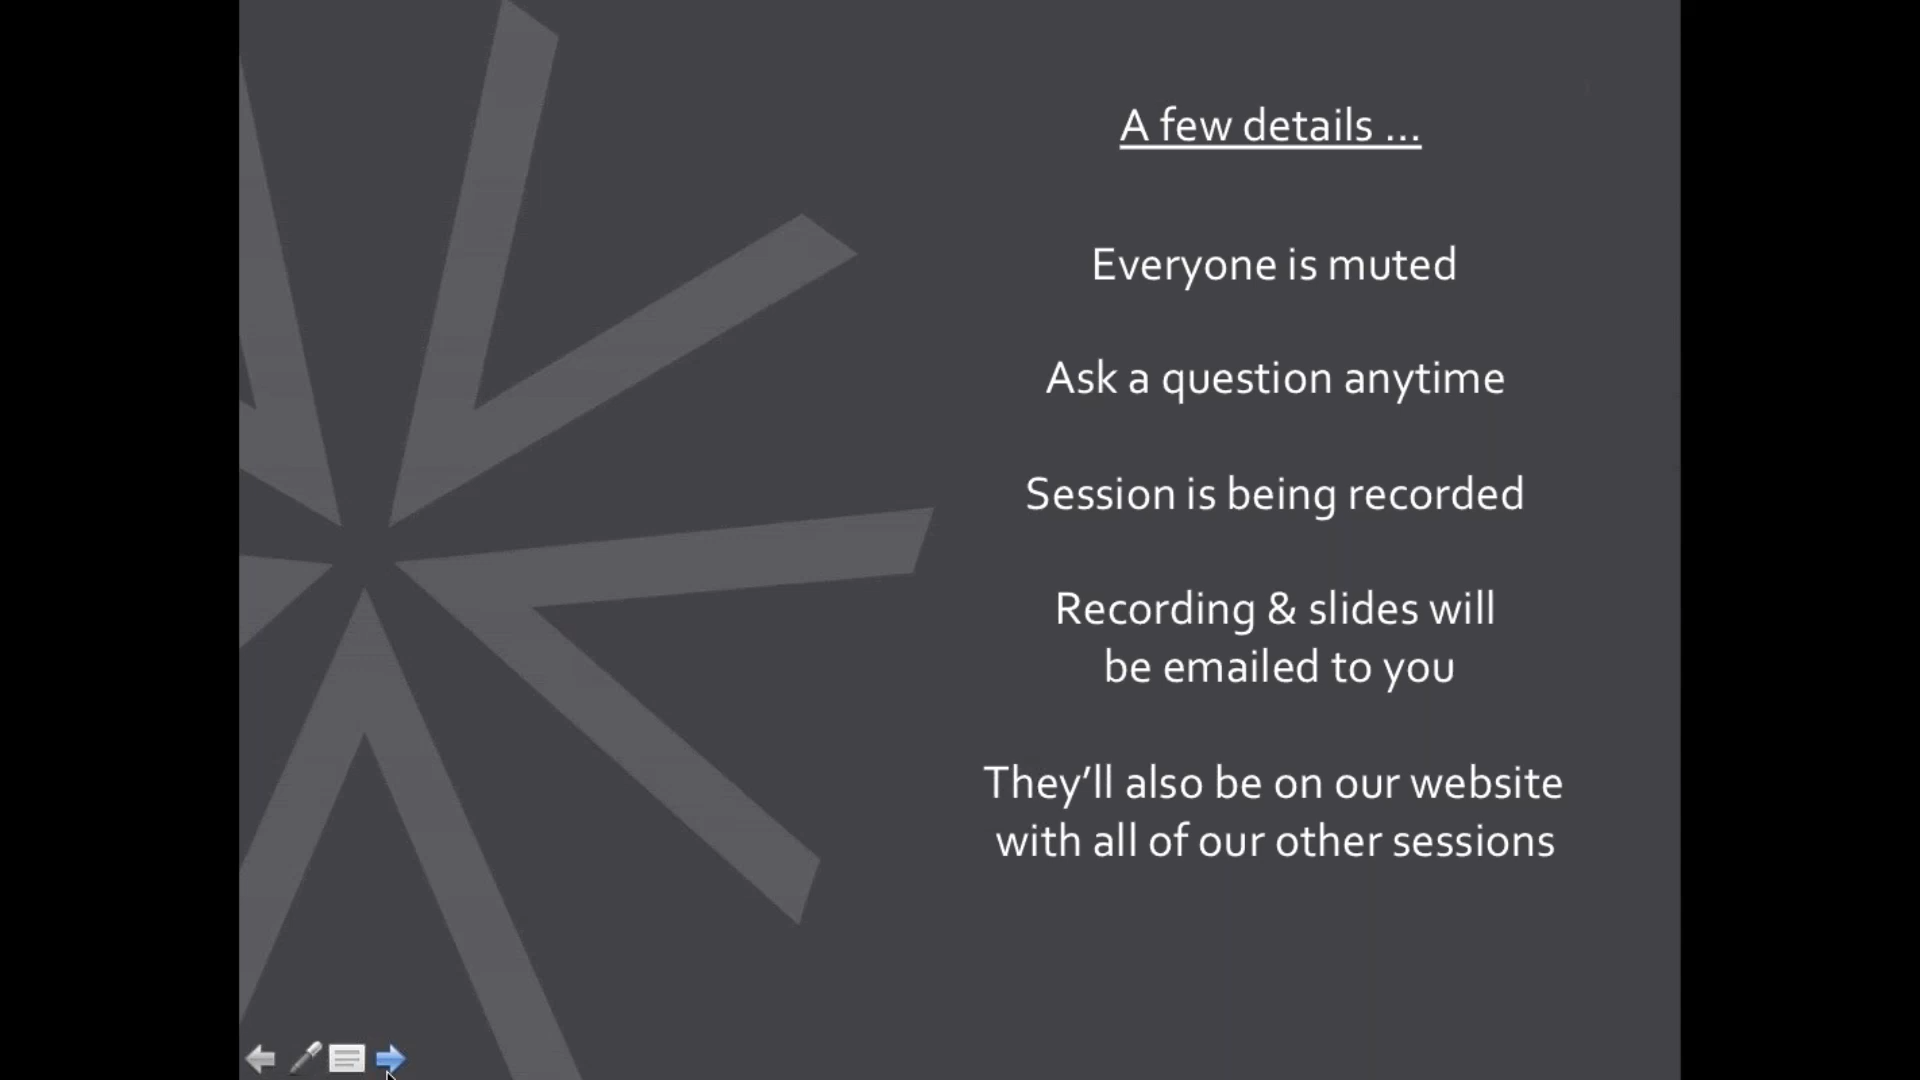 A few details ...
Everyone is muted
Ask a question anytime
Session is being recorded
Recording & slides will
be emailed to you
They’ll also be on our website
with all of our other sessions